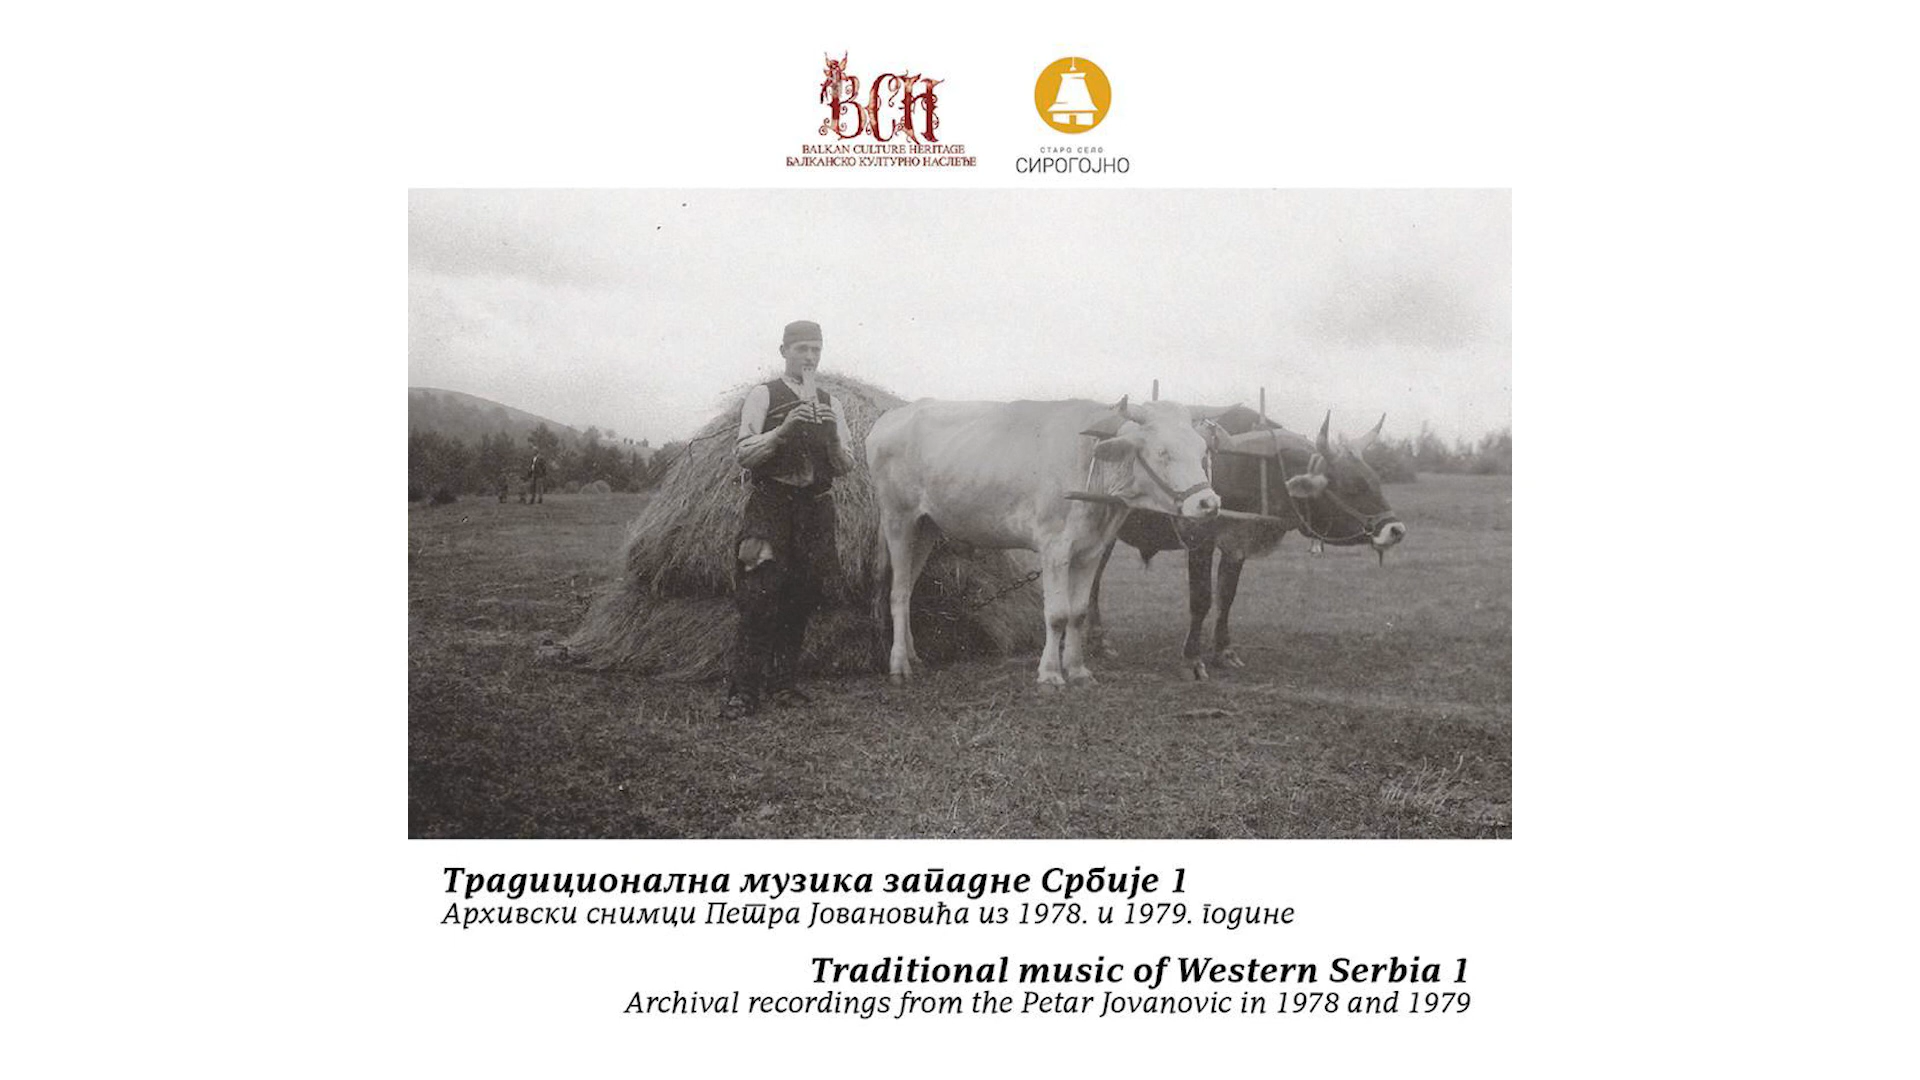 BCH
BALKAN CULTURE HERITAGE
БАЛКАНСКО КУЛТУРНО НАСЛЕЂЕ
СТАРО СЕЛО
СИРОГОЈНО
Традиционална музика западне Србије 1
Архивски снимци Петра Јовановића из 1978. и 1979. године
Traditional music of Western Serbia 1
Archival recordings from the Petar Jovanovic in 1978 and 1979